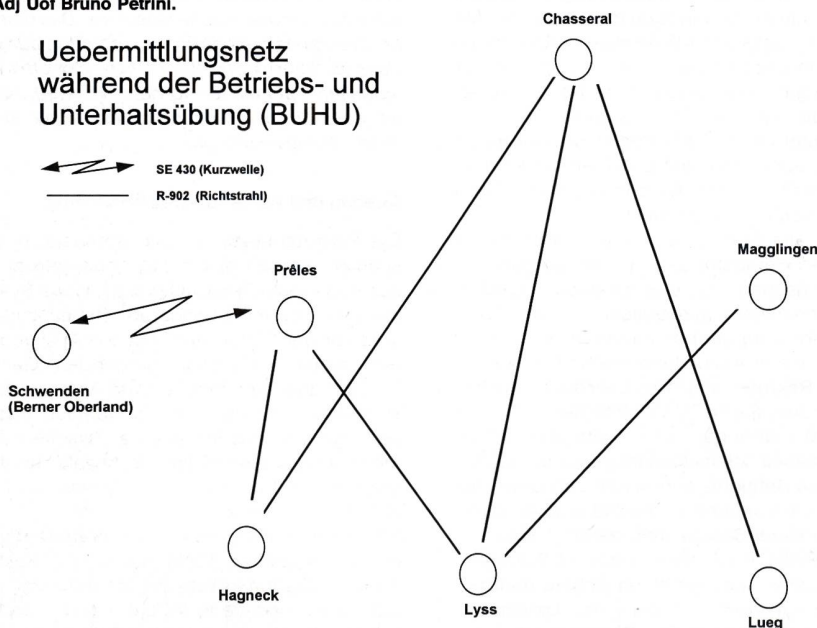 Adj Uof Bruno Petrini.
Uebermittlungsnetz
während der Betriebs- und
Unterhaltsübung (BUHU)
SE 430 (Kurzwelle)
R-902 (Richtstrahl)
Chasseral
Magglingen
Prêles
Schwenden
(Berner Oberland)
Hagneck
Lyss
Lueg